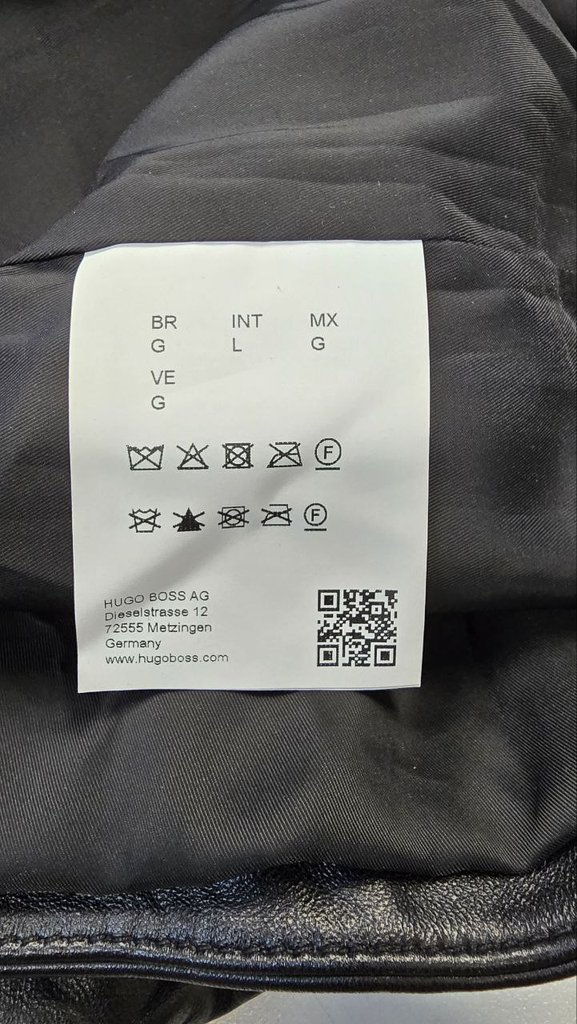 BR INT MX
G L G
VE
G
F
F
HUGO BOSS AG
Dieselstrasse 12
72555 Metzingen
Germany
www.hugoboss.com